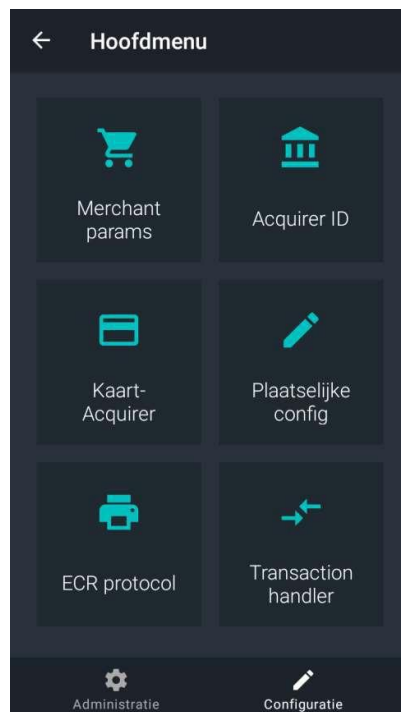 Hoofdmenu
Merchant
params
Acquirer ID
Kaart-
Acquirer
Plaatselijke
config
ECR protocol
Transaction
handler
Administratie
Configuratie